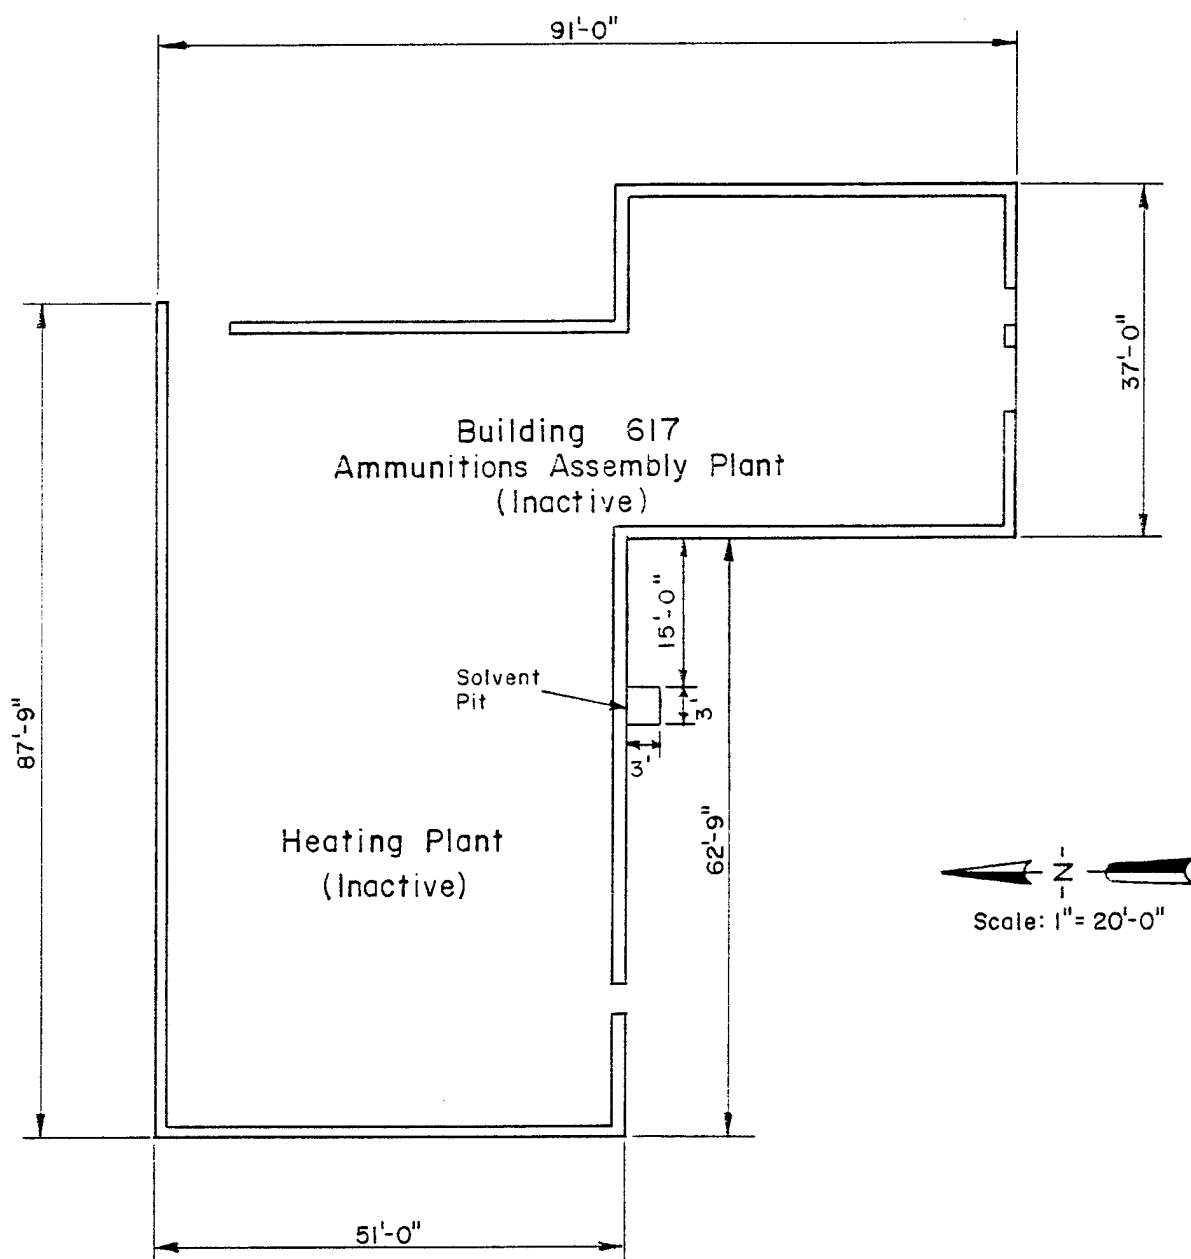 91'-0"
37'-0"
Building 617
Ammunitions Assembly Plant
(Inactive)
15'-0"
Solvent
Pit
3'
3'
87'-9"
62'-9"
Heating Plant
(Inactive)
N
Scale: 1"= 20'-0"
51'-0"